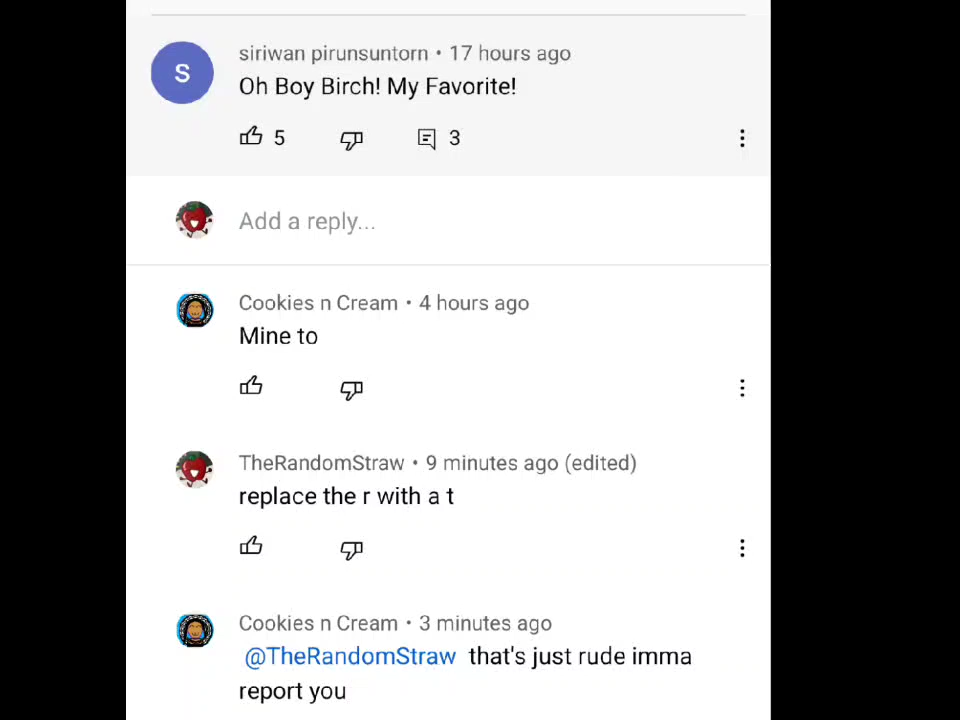 S
siriwan pirunsuntorn • 17 hours ago
Oh Boy Birch! My Favorite!
5 3
Add a reply...
Cookies n Cream • 4 hours ago
Mine to
TheRandomStraw • 9 minutes ago (edited)
replace the r with a t
Cookies n Cream • 3 minutes ago
@TheRandomStraw that's just rude imma
report you